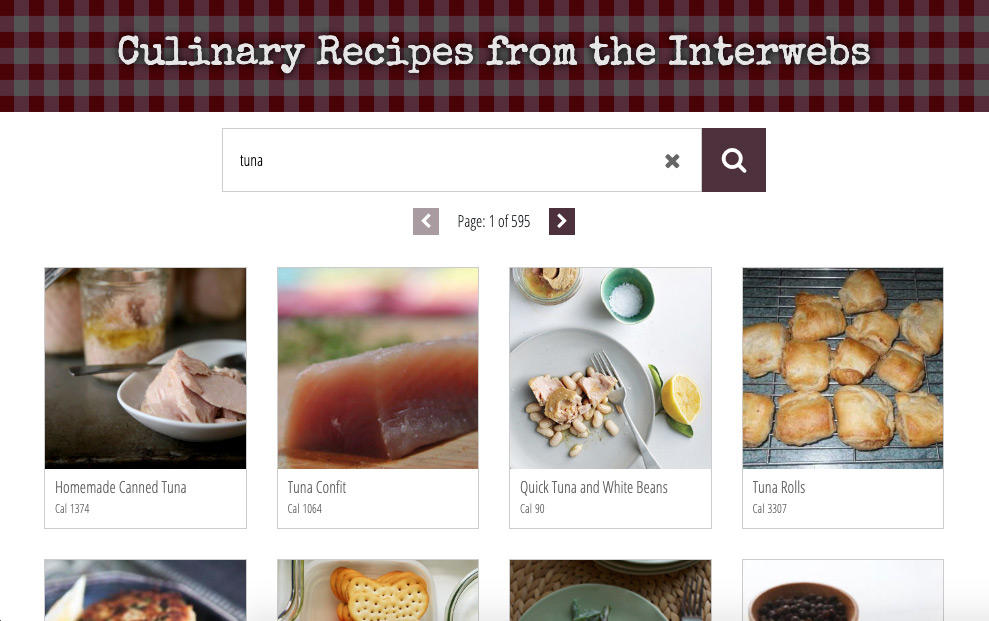 Culinary Recipes from the Interwebs
tuna
Page: 1 of 595
Homemade Canned Tuna
Cal 1374
Tuna Confit
Cal 1064
Quick Tuna and White Beans
Cal 90
Tuna Rolls
Cal 3307